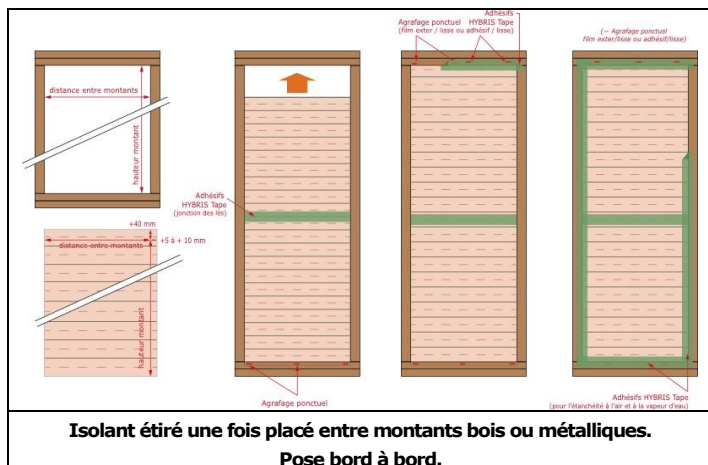 distance entre montants
hauteur montant
+40 mm
distance entre montants
+5 à + 10 mm
hauteur montant
Adhésifs
HYBRIS Tape
(jonction des lés)
Agrafage ponctuel
Agrafage ponctuel
(film exter / lisse ou adhésif / lisse)
Adhésifs
HYBRIS Tape
(~ Agrafage ponctuel
film exter/lisse ou adhésif/lisse)
Adhésifs HYBRIS Tape
(pour l'étanchéité à l'air et à la vapeur d'eau)
Isolant étiré une fois placé entre montants bois ou métalliques.
Pose bord à bord.